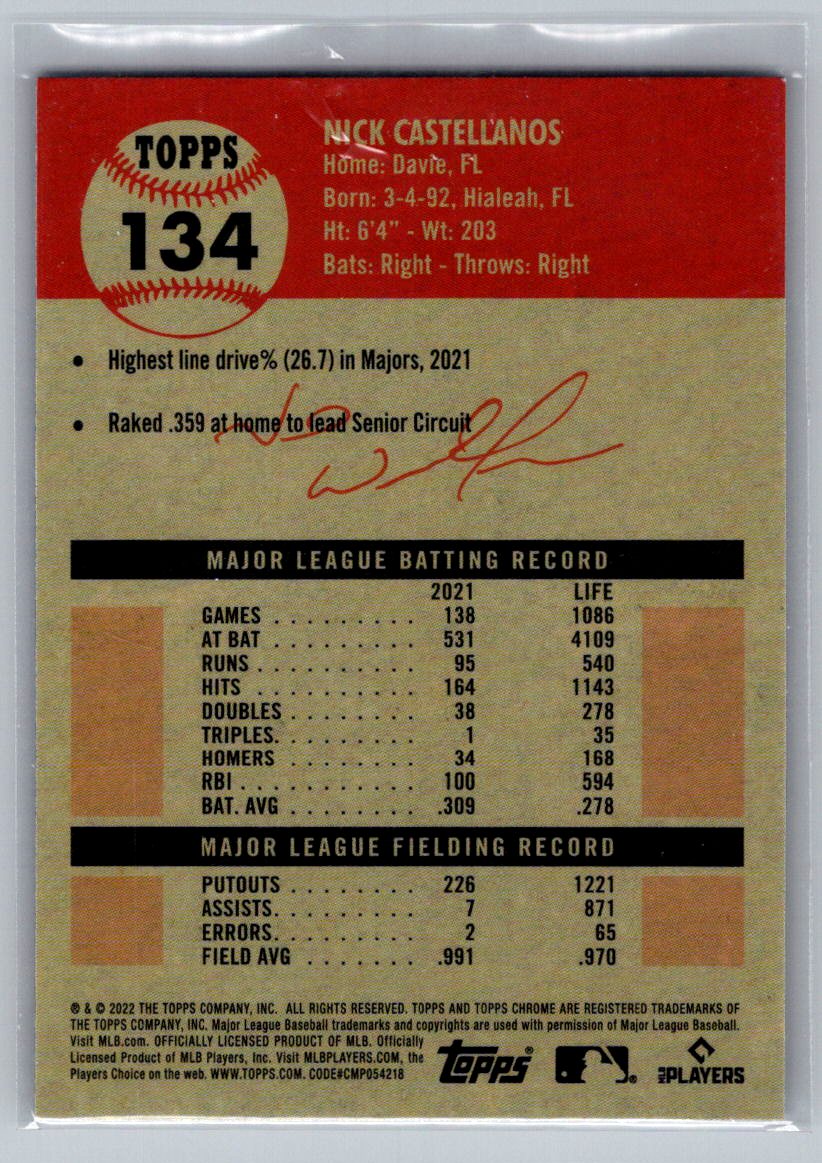 TOPPS
134
NICK CASTELLANOS
Home: Davie, FL
Born: 3-4-92, Hialeah, FL
Ht: 6'4" - Wt: 203
Bats: Right - Throws: Right
• Highest line drive% (26.7) in Majors, 2021
• Raked .359 at home to lead Senior Circuit
MAJOR LEAGUE BATTING RECORD
2021 LIFE
GAMES . . . . . . . . . 138 1086
AT BAT . . . . . . . . . 531 4109
RUNS . . . . . . . . . . 95 540
HITS . . . . . . . . . . 164 1143
DOUBLES . . . . . . . . 38 278
TRIPLES. . . . . . . . . 1 35
HOMERS . . . . . . . . 34 168
RBI . . . . . . . . . . . 100 594
BAT. AVG . . . . . . . . .309 .278
MAJOR LEAGUE FIELDING RECORD
PUTOUTS . . . . . . . . 226 1221
ASSISTS. . . . . . . . . 7 871
ERRORS. . . . . . . . . 2 65
FIELD AVG . . . . . . . .991 .970
® & © 2022 THE TOPPS COMPANY, INC. ALL RIGHTS RESERVED. TOPPS AND TOPPS CHROME ARE REGISTERED TRADEMARKS OF
THE TOPPS COMPANY, INC. Major League Baseball trademarks and copyrights are used with permission of Major League Baseball.
Visit MLB.com. OFFICIALLY LICENSED PRODUCT OF MLB. Officially
Licensed Product of MLB Players, Inc. Visit MLBPLAYERS.COM, the
Players Choice on the web. WWW.TOPPS.COM. CODE#CMP054218
topps®
MLB PLAYERS